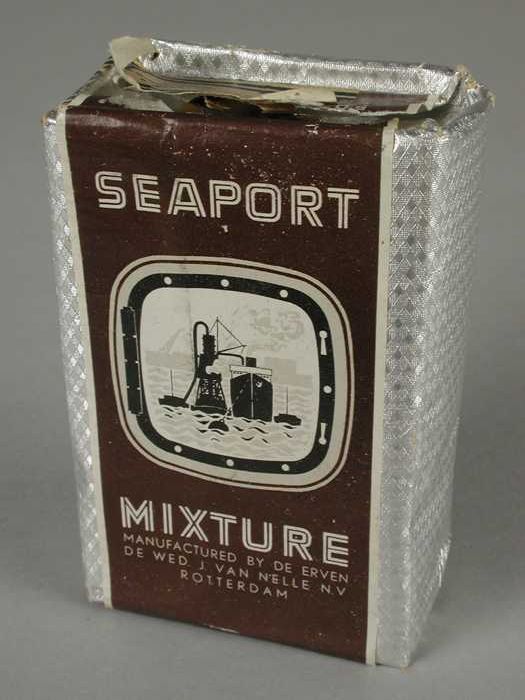 SEAPORT
MIXTURE
MANUFACTURED BY DE ERVEN
DE WED. J. VAN NELLE N.V
ROTTERDAM